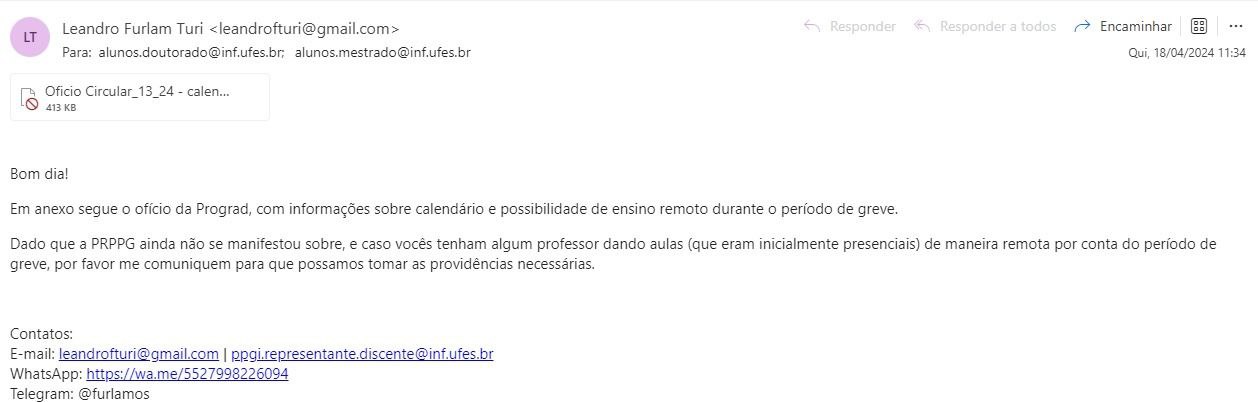 LT
Leandro Furlam Turi <leandrofturi@gmail.com>
Responder
Responder a todos
Encaminhar
Para: alunos.doutorado@inf.ufes.br; alunos.mestrado@inf.ufes.br
Qui, 18/04/2024 11:34
Oficio Circular_13_24 - calen...
413 KB
Bom dia!
Em anexo segue o ofício da Prograd, com informações sobre calendário e possibilidade de ensino remoto durante o período de greve.
Dado que a PRPPG ainda não se manifestou sobre, e caso vocês tenham algum professor dando aulas (que eram inicialmente presenciais) de maneira remota por conta do período de
greve, por favor me comuniquem para que possamos tomar as providências necessárias.
Contatos:
E-mail: leandrofturi@gmail.com | ppgi.representante.discente@inf.ufes.br
WhatsApp: https://wa.me/5527998226094
Telegram: @furlamos